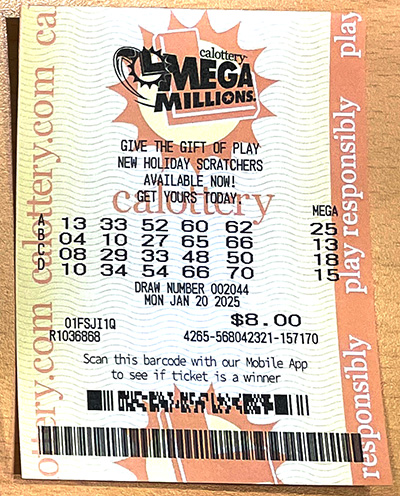 calottery
MEGA
MILLIONS®
GIVE THE GIFT OF PLAY
NEW HOLIDAY SCRATCHERS
AVAILABLE NOW!
GET YOURS TODAY.
calottery
MEGA
A 13 33 52 60 62 25
B 04 10 27 65 66 13
C 08 29 33 48 50 18
D 10 34 54 66 70 15
DRAW NUMBER 002044
MON JAN 20 2025
01FSJI1Q $8.00
R1036868 4265-568042321-157170
Scan this barcode with our Mobile App
to see if ticket is a winner
calottery.com
calottery.com
play responsibly
play responsibly